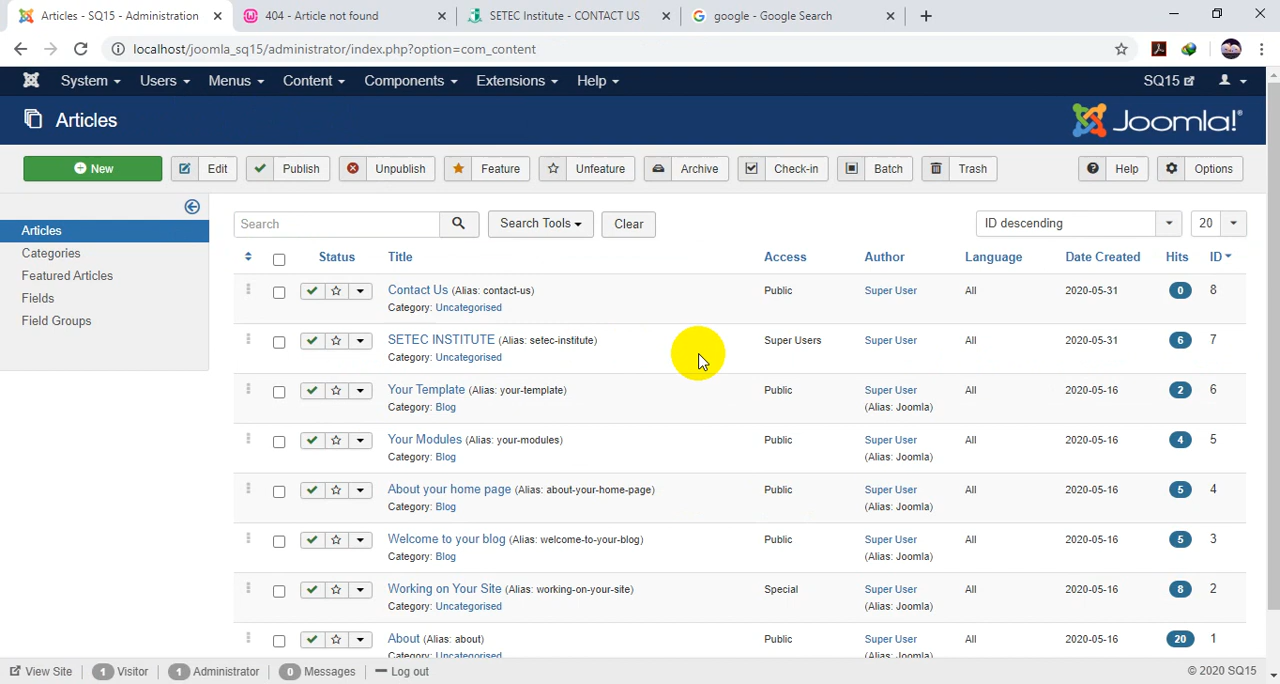 Articles - SQ15 - Administration
404 - Article not found
SETEC Institute - CONTACT US
google - Google Search
localhost/joomla_sq15/administrator/index.php?option=com_content
System Users Menus Content Components Extensions Help SQ15
Articles
Joomla!
New Edit Publish Unpublish Feature Unfeature Archive Check-in Batch Trash Help Options
Articles
Categories
Featured Articles
Fields
Field Groups
Search Search Tools Clear ID descending 20
Status Title Access Author Language Date Created Hits ID
Contact Us (Alias: contact-us) Public Super User All 2020-05-31 0 8
Category: Uncategorised
SETEC INSTITUTE (Alias: setec-institute) Super Users Super User All 2020-05-31 6 7
Category: Uncategorised
Your Template (Alias: your-template) Public Super User All 2020-05-16 2 6
Category: Blog (Alias: Joomla)
Your Modules (Alias: your-modules) Public Super User All 2020-05-16 4 5
Category: Blog (Alias: Joomla)
About your home page (Alias: about-your-home-page) Public Super User All 2020-05-16 5 4
Category: Blog (Alias: Joomla)
Welcome to your blog (Alias: welcome-to-your-blog) Public Super User All 2020-05-16 5 3
Category: Blog (Alias: Joomla)
Working on Your Site (Alias: working-on-your-site) Special Super User All 2020-05-16 8 2
Category: Uncategorised (Alias: Joomla)
About (Alias: about) Public Super User All 2020-05-16 20 1
Category: Uncategorised (Alias: Joomla)
View Site 1 Visitor 1 Administrator 0 Messages Log out © 2020 SQ15